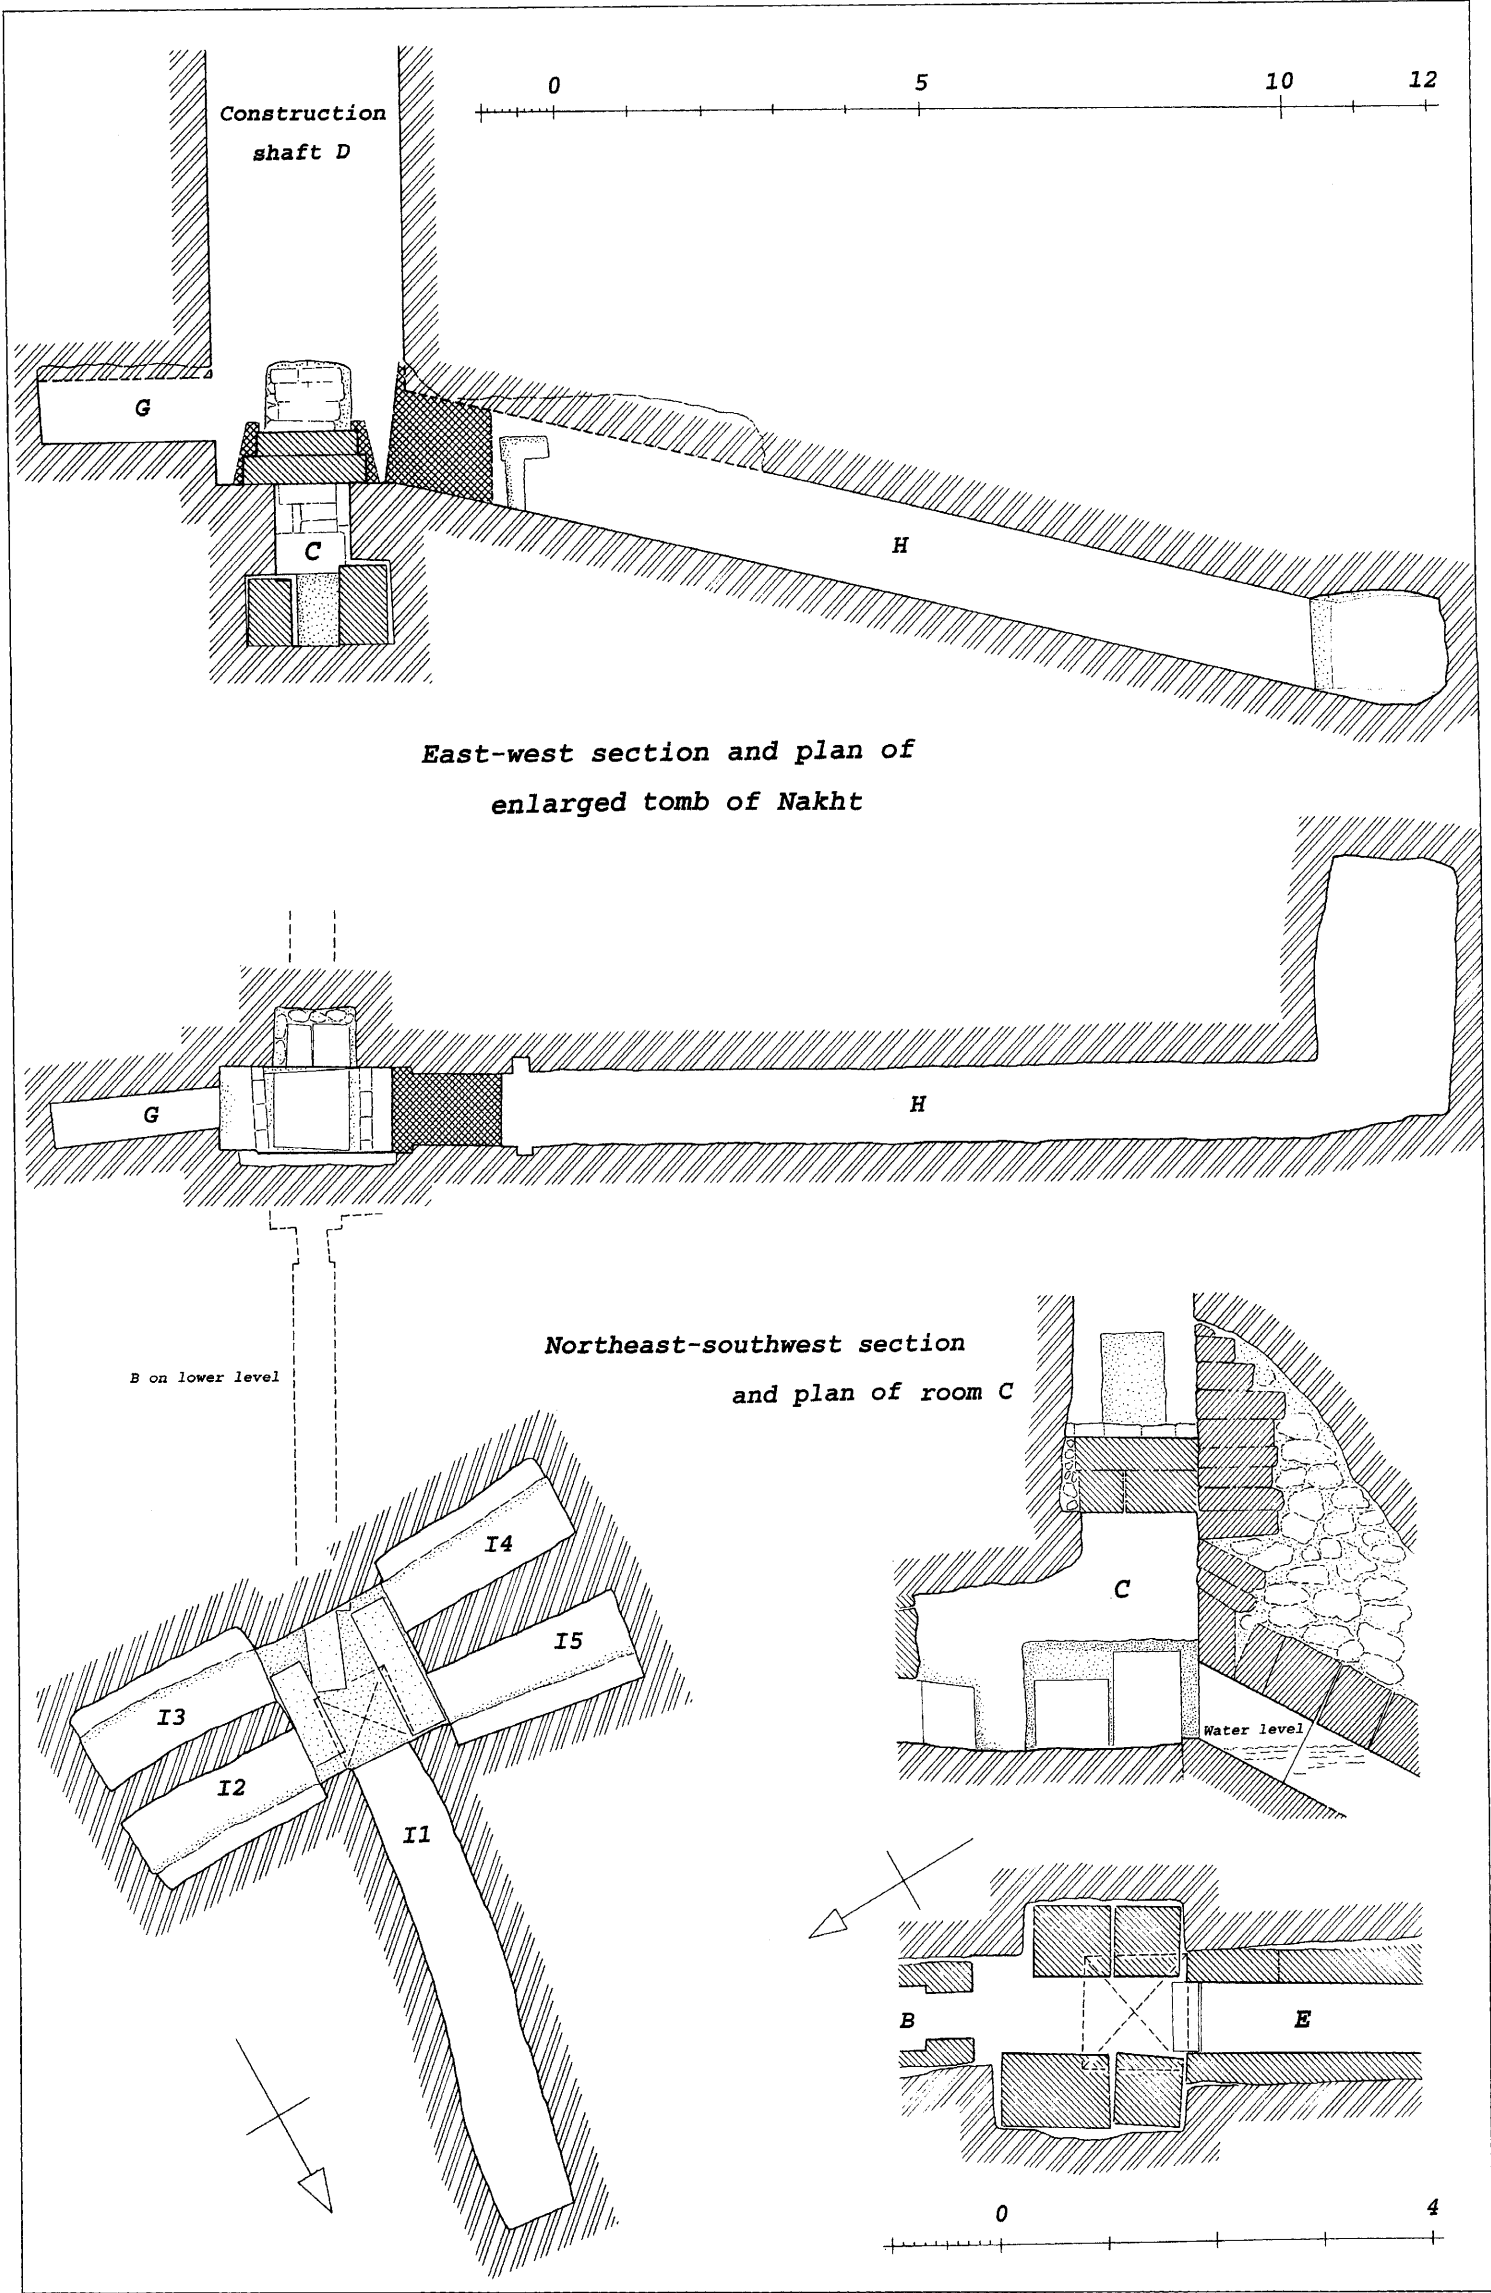 0 5 10 12
Construction
shaft D
G
C
H
East-west section and plan of
enlarged tomb of Nakht
G
H
Northeast-southwest section
and plan of room C
B on lower level
I4
I5
I3
I2
I1
C
Water level
B
E
0 4